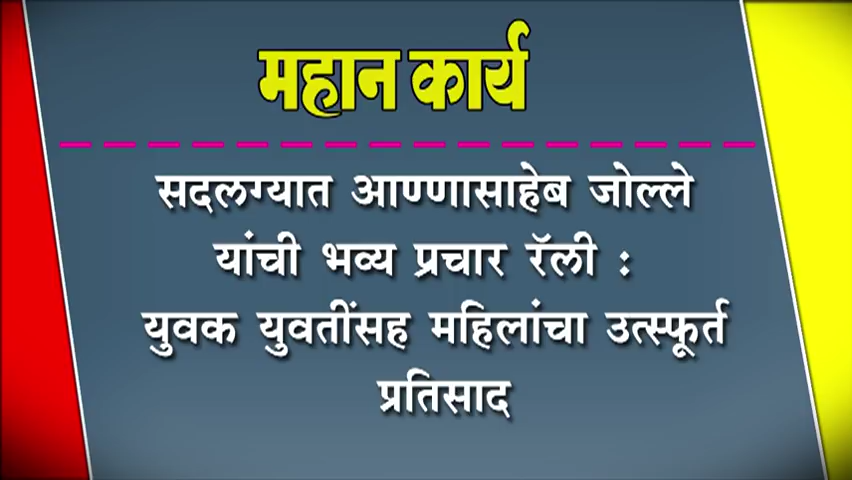 महान कार्य
सदलग्यात आण्णासाहेब जोल्ले
यांची भव्य प्रचार रॅली :
युवक युवतींसह महिलांचा उत्स्फूर्त
प्रतिसाद